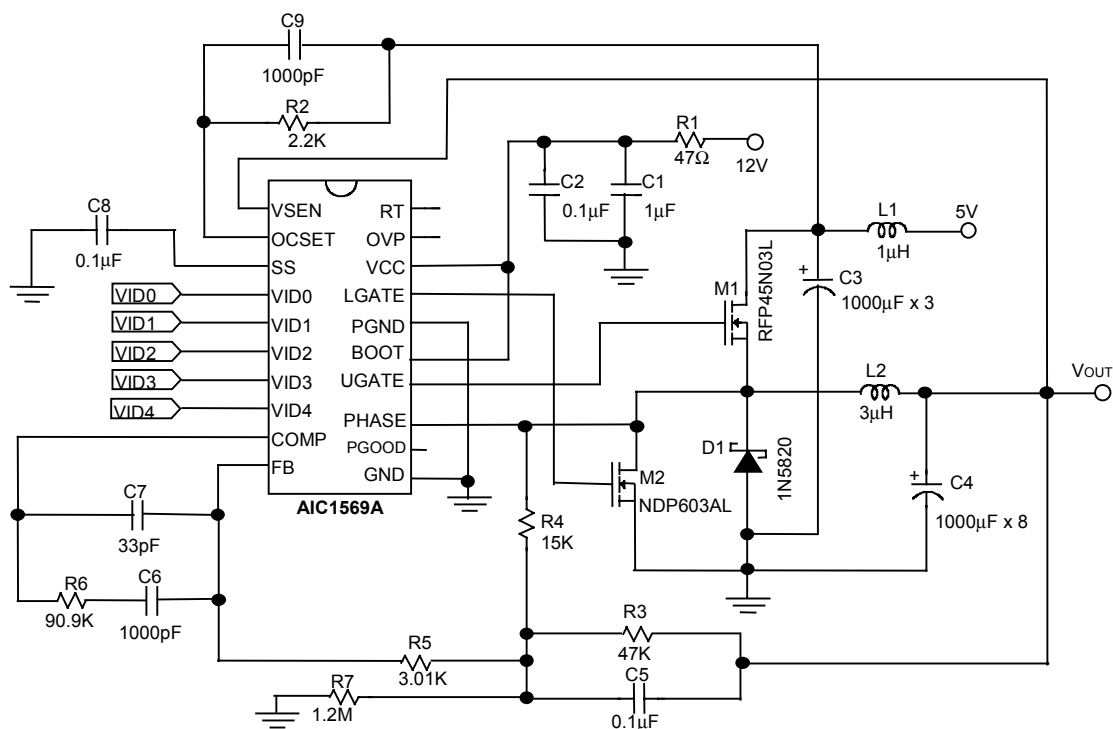 C9
1000pF
R2
2.2K
R1
47Ω
12V
C2
0.1μF
C1
1μF
C8
0.1μF
VSEN
OCSET
SS
VID0
VID1
VID2
VID3
VID4
COMP
FB
RT
OVP
VCC
LGATE
PGND
BOOT
UGATE
PHASE
PGOOD
GND
AIC1569A
VID0
VID1
VID2
VID3
VID4
L1
1μH
5V
M1
RFP45N03L
+
C3
1000μF x 3
L2
3μH
VOUT
D1
1N5820
M2
NDP603AL
+
C4
1000μF x 8
C7
33pF
R6
90.9K
C6
1000pF
R4
15K
R5
3.01K
R3
47K
R7
1.2M
C5
0.1μF